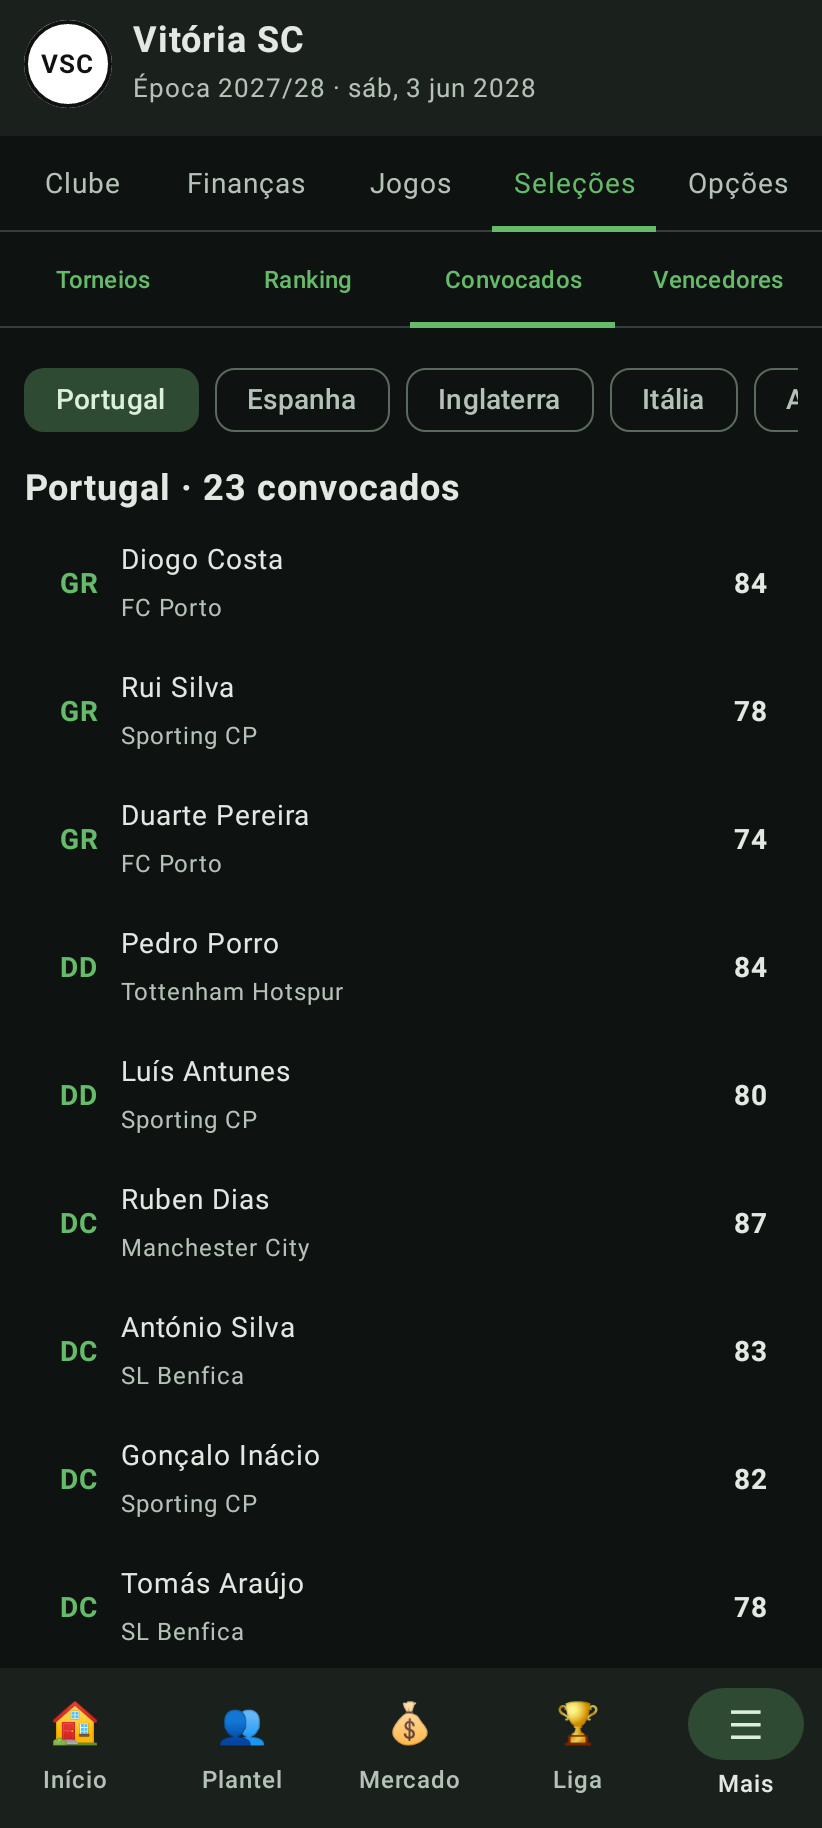 VSC
Vitória SC
Época 2027/28 · sáb, 3 jun 2028
Clube Finanças Jogos Seleções Opções
Torneios Ranking Convocados Vencedores
Portugal Espanha Inglaterra Itália
Portugal · 23 convocados
GR Diogo Costa 84
FC Porto
GR Rui Silva 78
Sporting CP
GR Duarte Pereira 74
FC Porto
DD Pedro Porro 84
Tottenham Hotspur
DD Luís Antunes 80
Sporting CP
DC Ruben Dias 87
Manchester City
DC António Silva 83
SL Benfica
DC Gonçalo Inácio 82
Sporting CP
DC Tomás Araújo 78
SL Benfica
Início Plantel Mercado Liga Mais